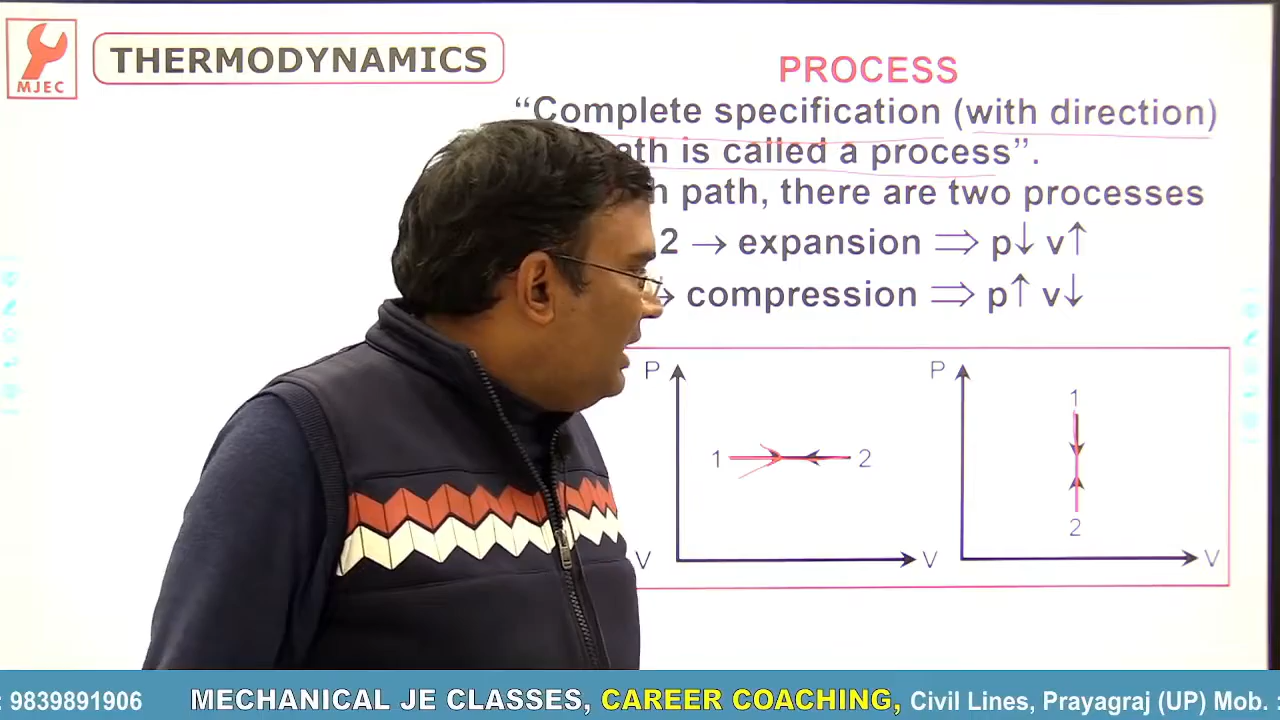 MJEC
THERMODYNAMICS
PROCESS
“Complete specification (with direction)
is called a process”.
path, there are two processes
2 → expansion ⇒ p↓ v↑
→ compression ⇒ p↑ v↓
P
1 2
V
V
P
1
2
V
: 9839891906 MECHANICAL JE CLASSES, CAREER COACHING, Civil Lines, Prayagraj (UP) Mob. :